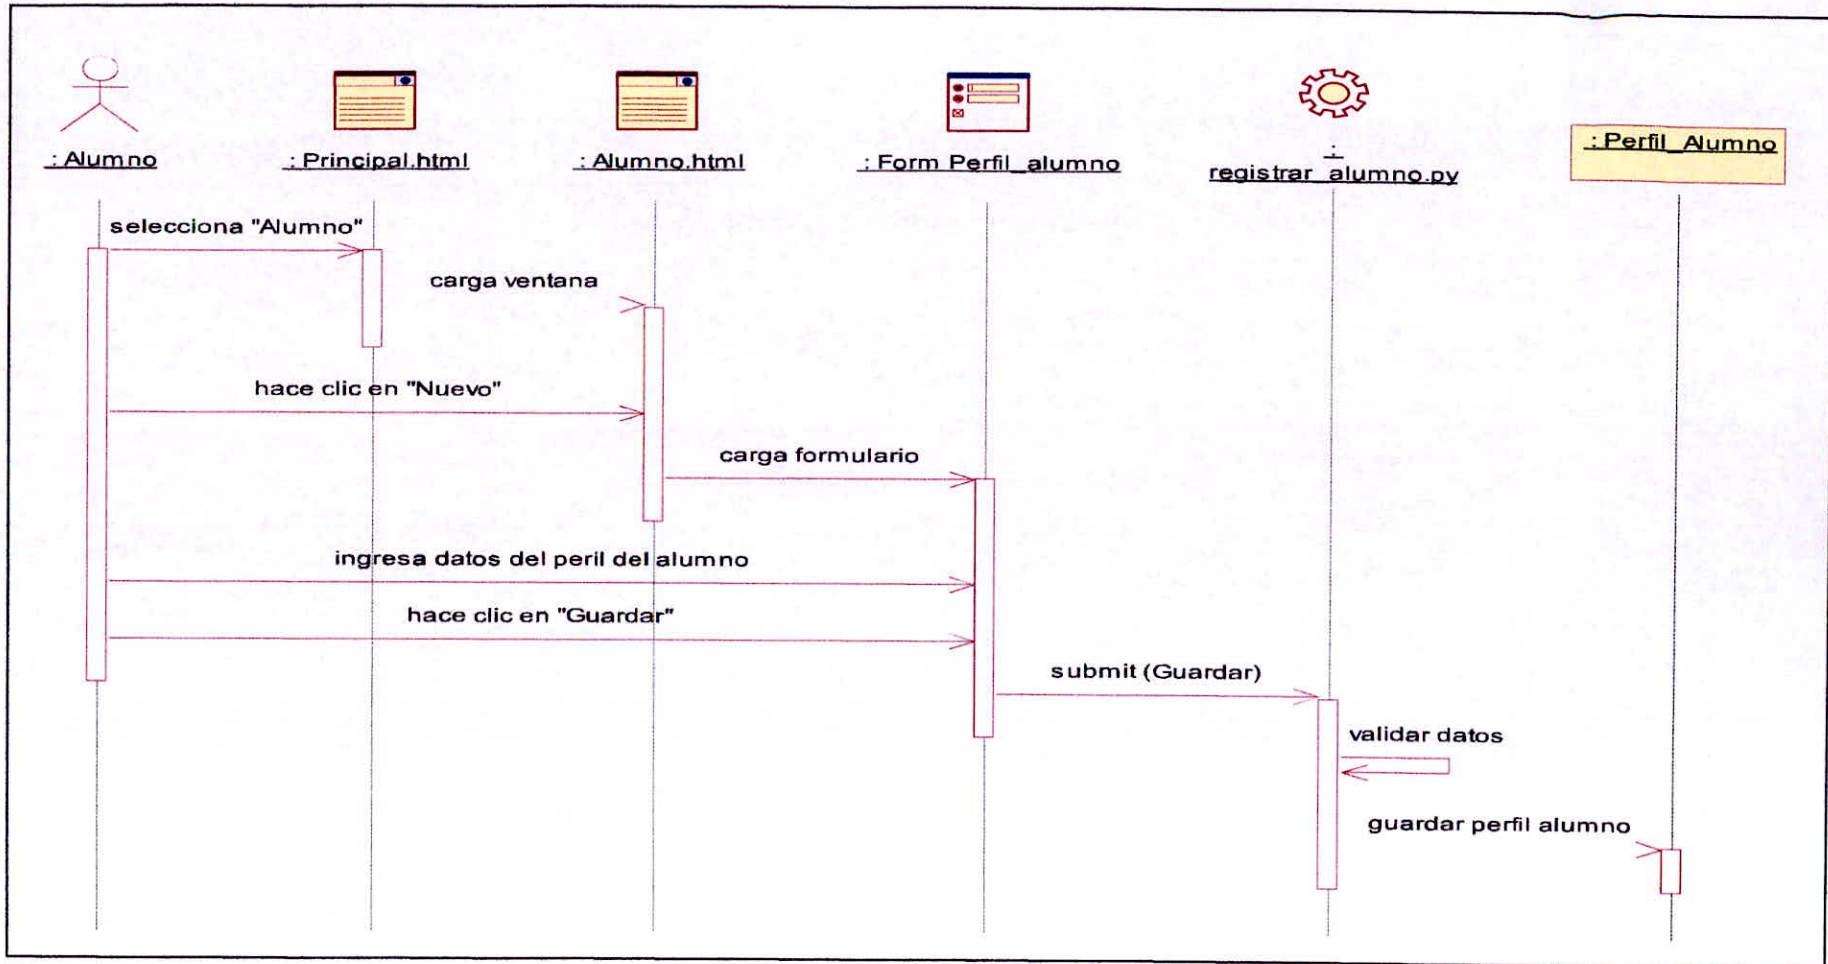 : Alumno
: Principal.html
: Alumno.html
: Form Perfil_alumno
:
registrar_alumno.py
: Perfil_Alumno
selecciona "Alumno"
carga ventana
hace clic en "Nuevo"
carga formulario
ingresa datos del peril del alumno
hace clic en "Guardar"
submit (Guardar)
validar datos
guardar perfil alumno